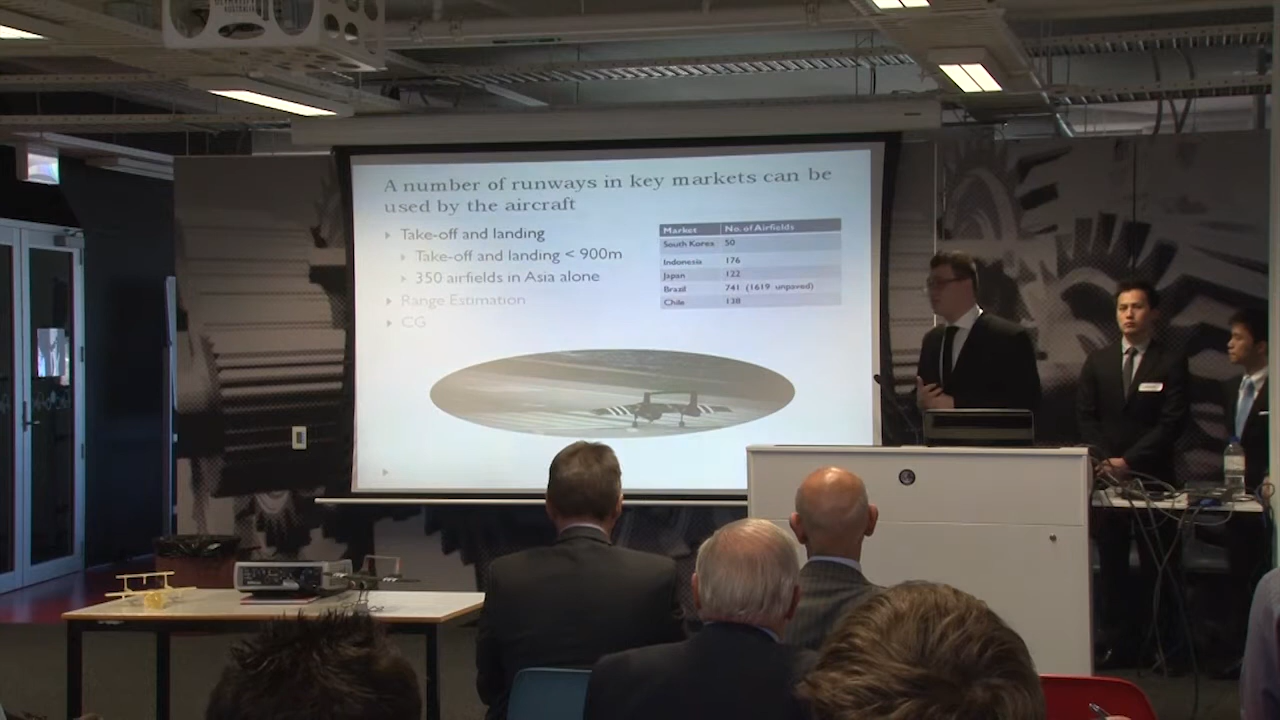 A number of runways in key markets can be
used by the aircraft
Take-off and landing
Take-off and landing < 900m
350 airfields in Asia alone
Range Estimation
CG
Market No. of Airfields
South Korea 50
Indonesia 176
Japan 122
Brazil 741 (1619 unpaved)
Chile 138